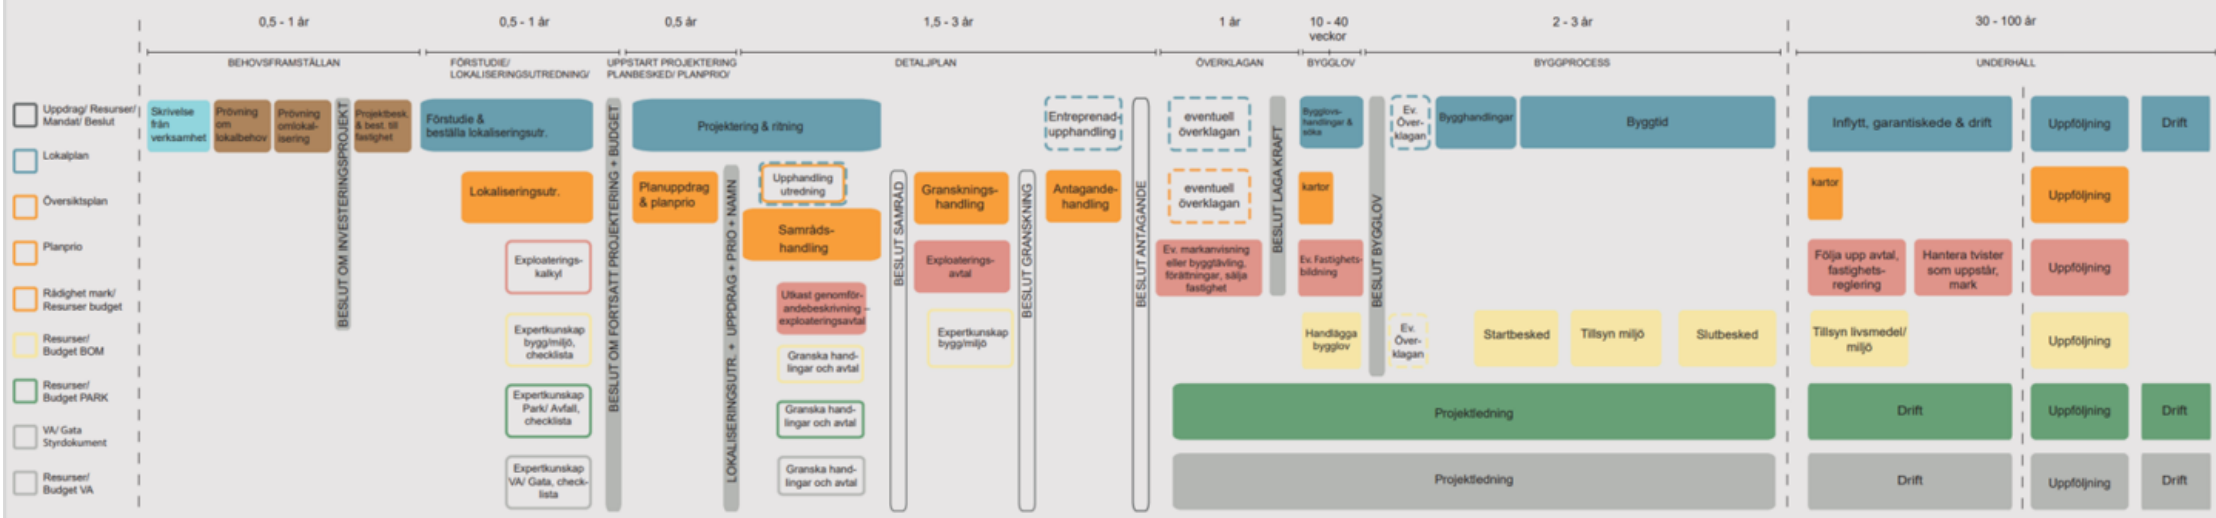 0,5 - 1 år
0,5 - 1 år
0,5 år
1,5 - 3 år
1 år
10 - 40
veckor
2 - 3 år
30 - 100 år
BEHOVSFRAMSTÄLLAN
FÖRSTUDIE/
LOKALISERINGSUTREDNING/
UPPSTART PROJEKTERING
PLANBESKED/ PLANPRIO/
DETALJPLAN
ÖVERKLAGAN
BYGGLOV
BYGGPROCESS
UNDERHÅLL
Uppdrag/ Resurser/
Mandat/ Beslut
Lokalplan
Översiktsplan
Planprio
Rådighet mark/
Resurser budget
Resurser/
Budget BOM
Resurser/
Budget PARK
VA/ Gata
Styrdokument
Resurser/
Budget VA
Skrivelse
från
verksamhet
Prövning
om
lokalbehov
Prövning
omlokal-
isering
BESLUT OM INVESTERINGSPROJEKT
Projektbesk.
& best. till
fastighet
Förstudie &
beställa lokaliseringsutr.
Lokaliseringsutr.
Exploaterings-
kalkyl
Expertkunskap
bygg/miljö,
checklista
Expertkunskap
Park/ Avfall,
checklista
Expertkunskap
VA/ Gata, check-
lista
BESLUT OM FORTSATT PROJEKTERING + BUDGET
Projektering & ritning
Planuppdrag
& planprio
LOKALISERINGSUTR. + UPPDRAG + PRIO + NAMN
Upphandling
utredning
Samråds-
handling
Utkast genomför-
andebeskrivning –
exploateringsavtal
Granska hand-
lingar och avtal
Granska hand-
lingar och avtal
Granska hand-
lingar och avtal
BESLUT SAMRÅD
Gransknings-
handling
Exploaterings-
avtal
Expertkunskap
bygg/miljö
BESLUT GRANSKNING
Entreprenad-
upphandling
Antagande-
handling
BESLUT ANTAGANDE
eventuell
överklagan
eventuell
överklagan
Ev. markanvisning
eller byggtävling,
förättningar, sälja
fastighet
BESLUT LAGA KRAFT
Bygglovs-
handlingar &
söka
kartor
Ev. Fastighets-
bildning
Handlägga
bygglov
BESLUT BYGGLOV
Ev.
Över-
klagan
Ev.
Över-
klagan
Bygghandlingar
Byggtid
Startbesked
Tillsyn miljö
Slutbesked
Projektledning
Projektledning
Inflytt, garantiskede & drift
kartor
Följa upp avtal,
fastighets-
reglering
Hantera tvister
som uppstår,
mark
Tillsyn livsmedel/
miljö
Drift
Drift
Uppföljning
Uppföljning
Uppföljning
Uppföljning
Uppföljning
Uppföljning
Drift
Drift
Drift